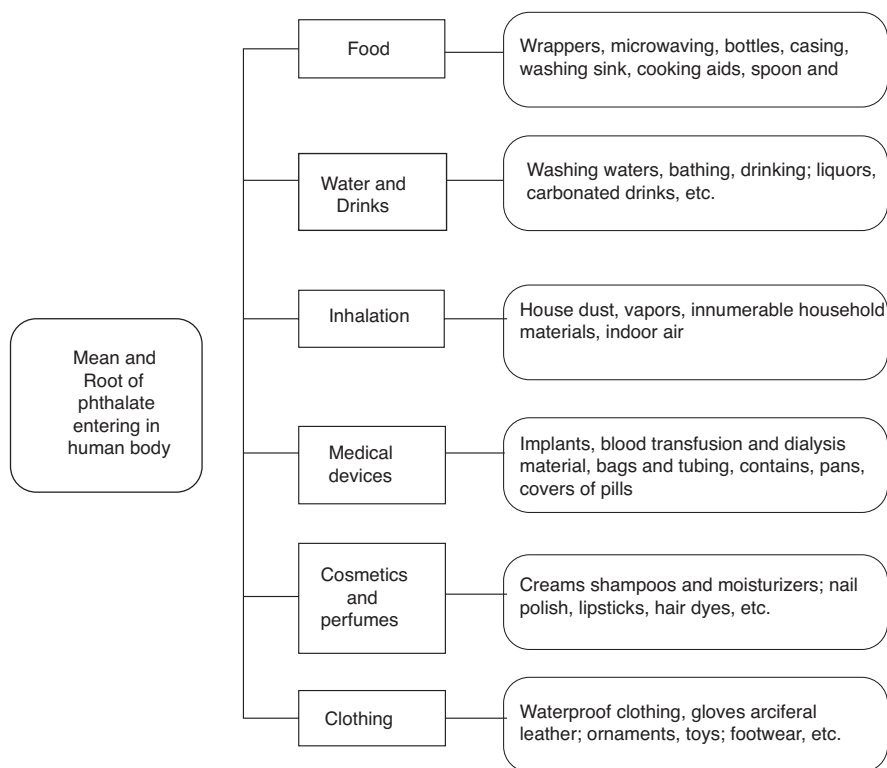 Food
Wrappers, microwaving, bottles, casing,
washing sink, cooking aids, spoon and
Water and
Drinks
Washing waters, bathing, drinking; liquors,
carbonated drinks, etc.
Inhalation
House dust, vapors, innumerable household
materials, indoor air
Mean and
Root of
phthalate
entering in
human body
Medical
devices
Implants, blood transfusion and dialysis
material, bags and tubing, contains, pans,
covers of pills
Cosmetics
and
perfumes
Creams shampoos and moisturizers; nail
polish, lipsticks, hair dyes, etc.
Clothing
Waterproof clothing, gloves arciferal
leather; ornaments, toys; footwear, etc.